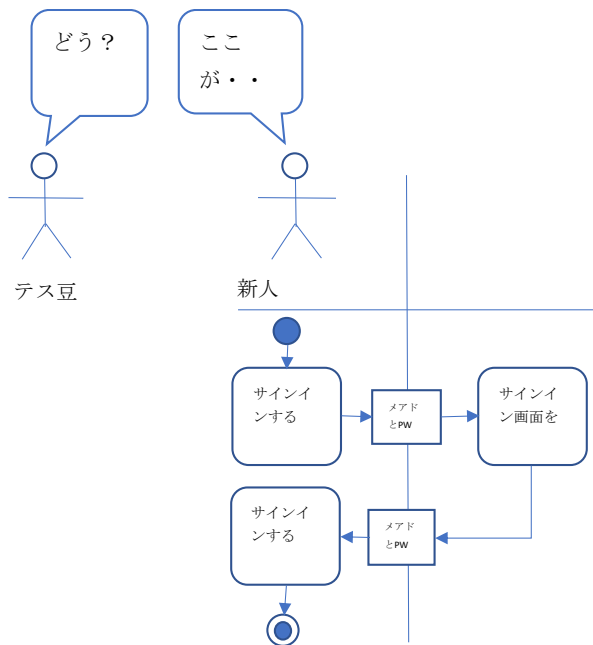 どう？
ここ
が・・
テス豆
新人
サインイ
ンする
メアド
とPW
サインイ
ン画面を
サインイ
ンする
メアド
とPW